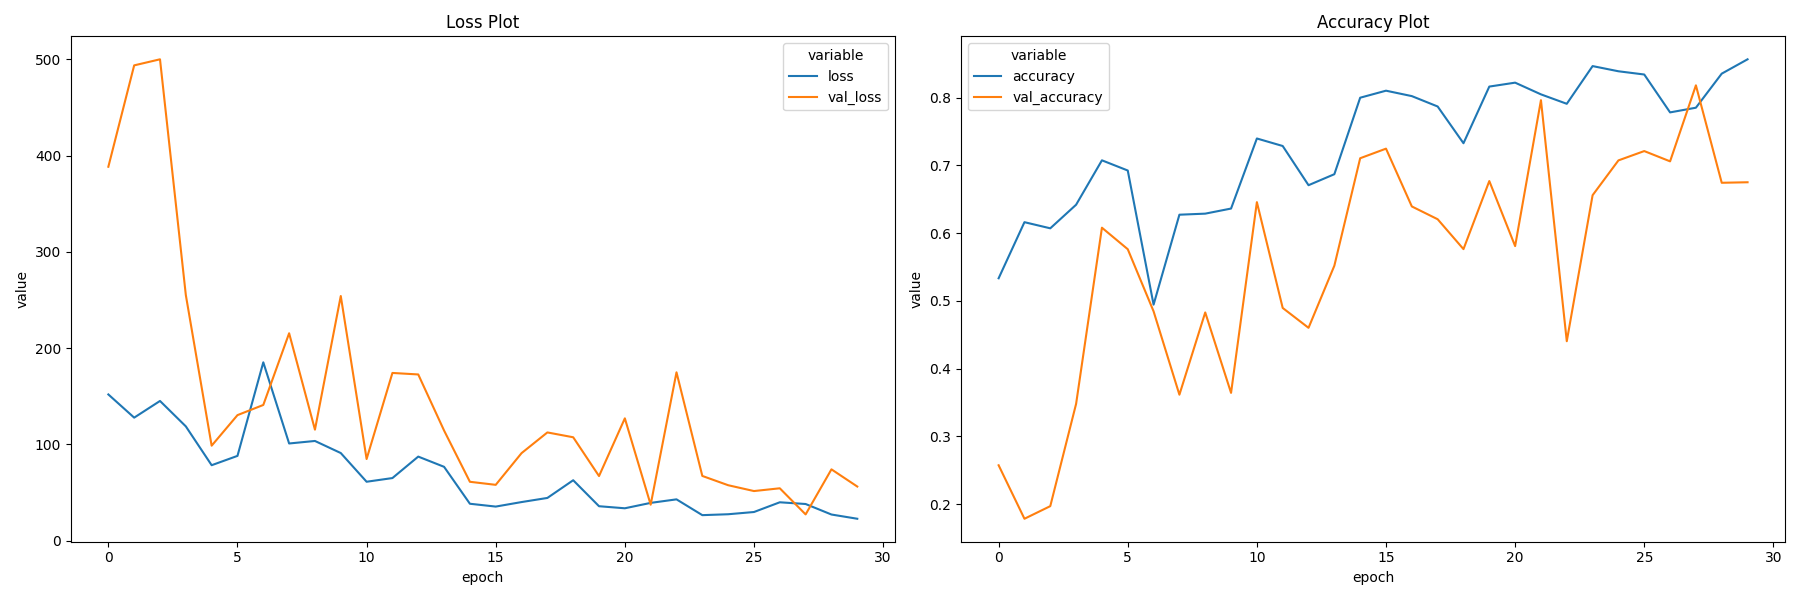 Loss Plot
500
400
300
200
100
0
value
0 5 10 15 20 25 30
epoch
variable
loss
val_loss
Accuracy Plot
variable
accuracy
val_accuracy
0.8
0.7
0.6
0.5
0.4
0.3
0.2
value
0 5 10 15 20 25 30
epoch